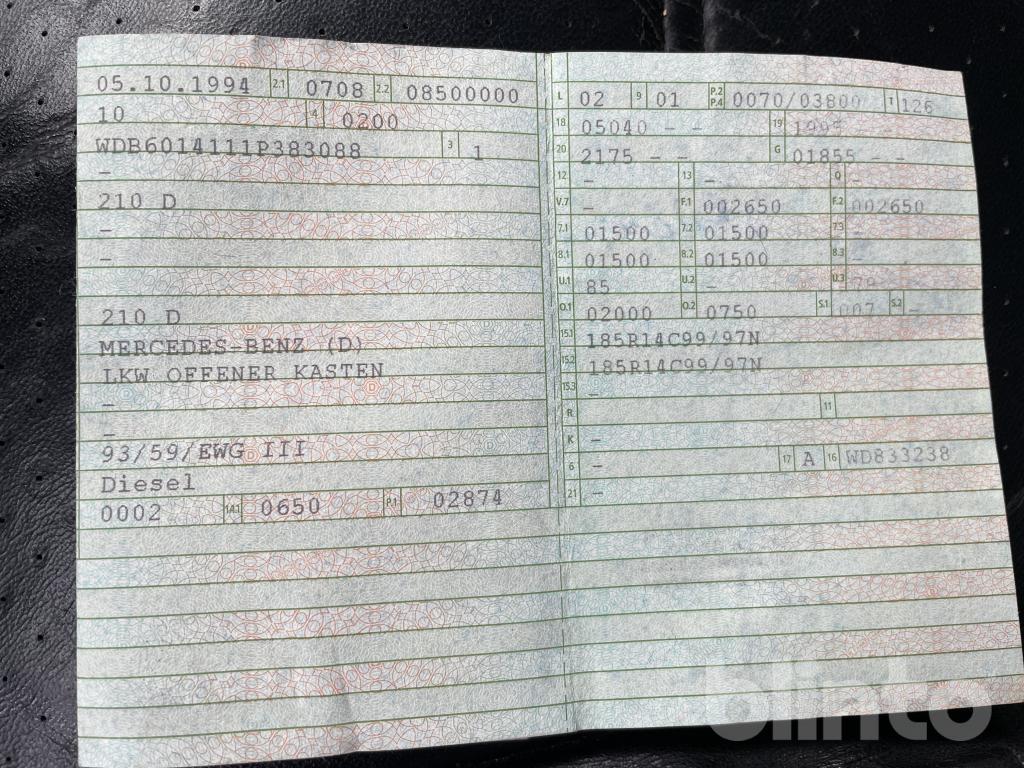 05.10.1994 2.1 0708 2.2 08500000
10 4 0200
WDB6014111P383088 3 1
–
210 D
–
–
210 D
MERCEDES-BENZ (D)
LKW OFFENER KASTEN
–
–
93/59/EWG III
Diesel
0002 14.1 0650 P.1 02874
L 02 9 01 P.2 P.4 0070/03800 T 126
18 05040 – – 19 1995
20 2175 – – G 01855 – –
12 – 13 – Q –
V.7 – F.1 002650 F.2 002650
7.1 01500 7.2 01500 7.3 –
8.1 01500 8.2 01500 8.3 –
U.1 85 U.2 – U.3 79
O.1 02000 O.2 0750 S.1 007 S.2 –
15.1 185R14C99/97N
15.2 185R14C99/97N
15.3 –
R 11
K –
6 – 17 A 16 WD833238
21 –
blinto